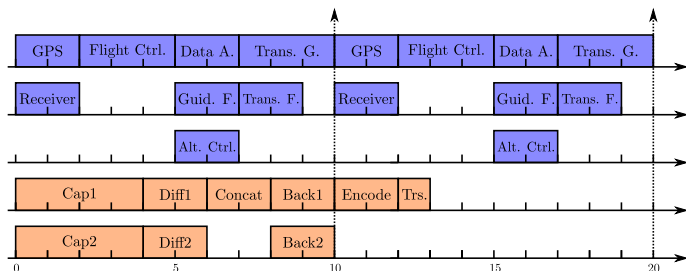 GPS Flight Ctrl. Data A. Trans. G. GPS Flight Ctrl. Data A. Trans. G.
Receiver Guid. F. Trans. F. Receiver Guid. F. Trans. F.
Alt. Ctrl. Alt. Ctrl.
Cap1 Diff1 Concat Back1 Encode Trs.
Cap2 Diff2 Back2
0 5 10 15 20